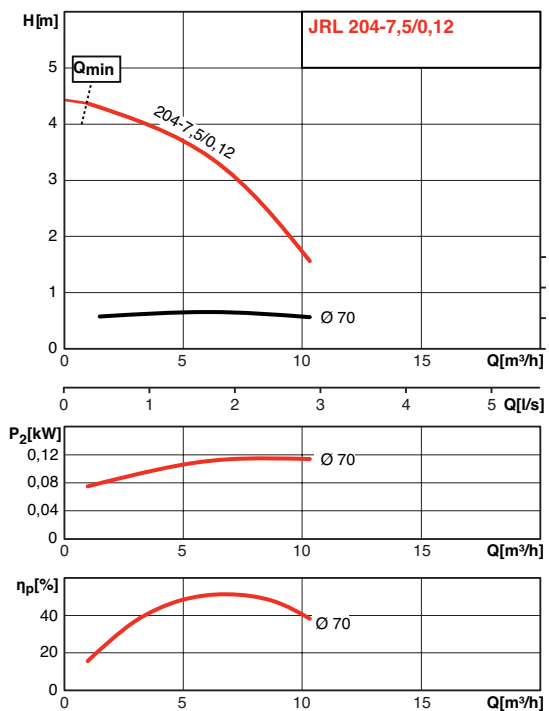 H[m]
JRL 204-7,5/0,12
5
Qmin
4
204-7,5/0,12
3
2
1
Ø 70
0
0 5 10 15 Q[m³/h]
0 1 2 3 4 5 Q[l/s]
P₂[kW]
0,12
Ø 70
0,08
0,04
0
0 5 10 15 Q[m³/h]
ηp[%]
40
Ø 70
20
0
0 5 10 15 Q[m³/h]